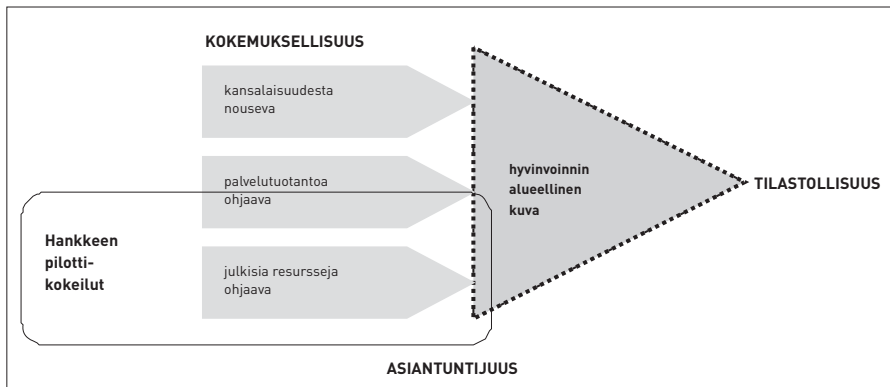 KOKEMUKSELLISUUS
kansalaisuudesta
nouseva
palvelutuotantoa
ohjaava
julkisia resursseja
ohjaava
Hankkeen
pilotti-
kokeilut
hyvinvoinnin
alueellinen
kuva
TILASTOLLISUUS
ASIANTUNTIJUUS